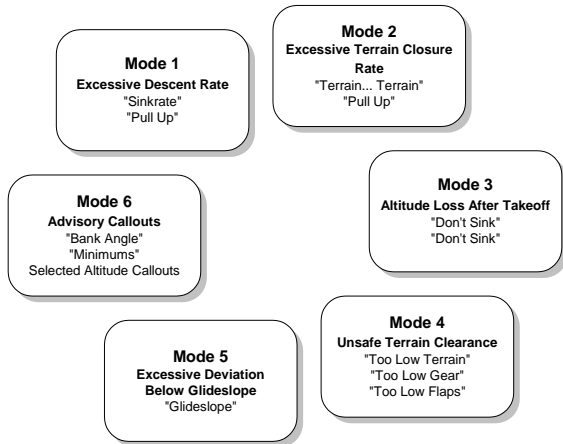 Mode 1
Excessive Descent Rate
"Sinkrate"
"Pull Up"
Mode 2
Excessive Terrain Closure
Rate
"Terrain... Terrain"
"Pull Up"
Mode 3
Altitude Loss After Takeoff
"Don't Sink"
"Don't Sink"
Mode 4
Unsafe Terrain Clearance
"Too Low Terrain"
"Too Low Gear"
"Too Low Flaps"
Mode 5
Excessive Deviation
Below Glideslope
"Glideslope"
Mode 6
Advisory Callouts
"Bank Angle"
"Minimums"
Selected Altitude Callouts